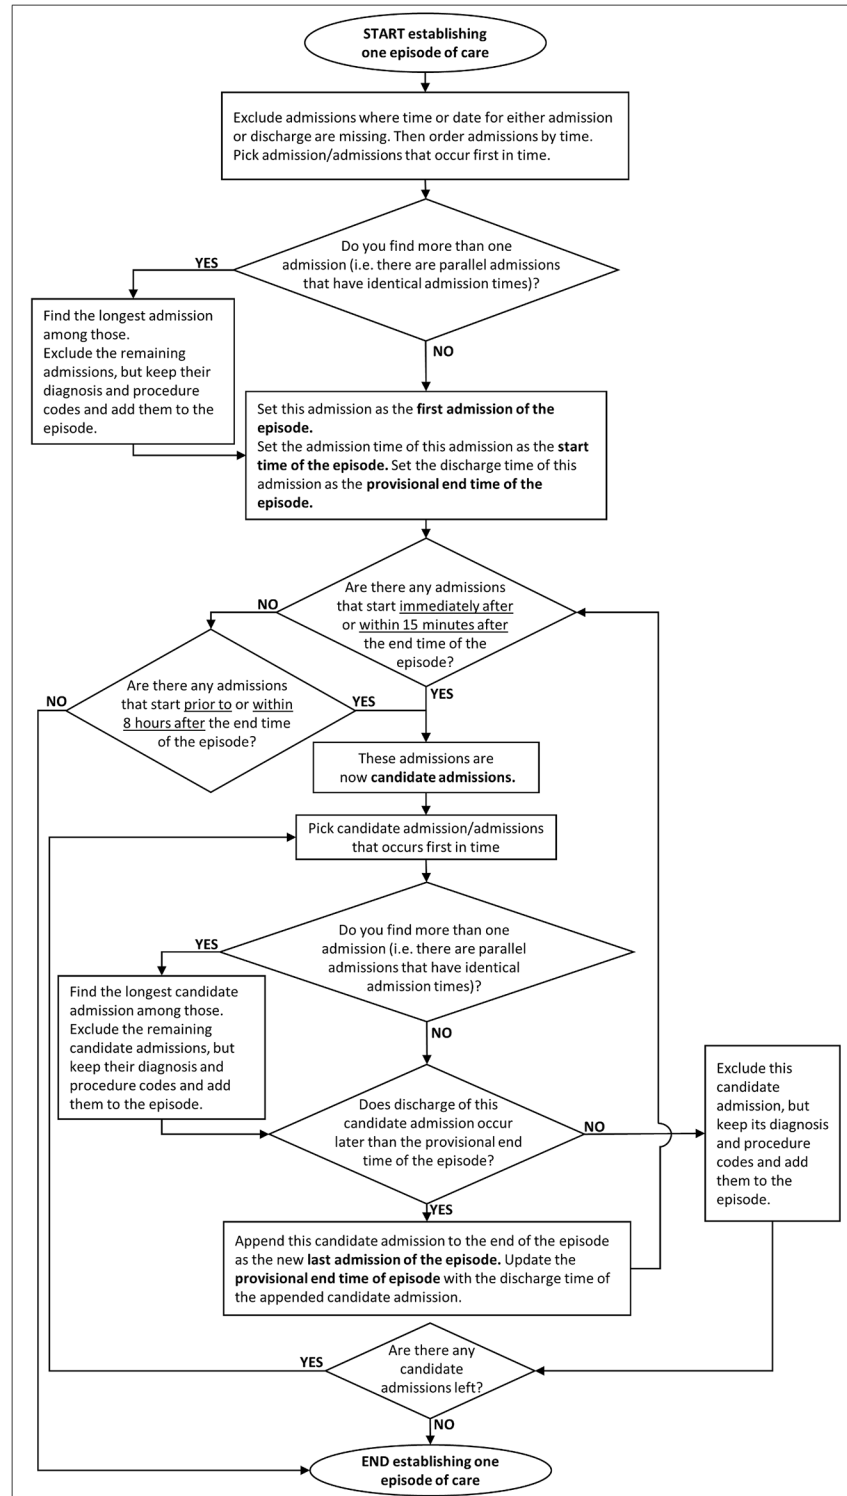 START establishing
one episode of care
Exclude admissions where time or date for either admission
or discharge are missing. Then order admissions by time.
Pick admission/admissions that occur first in time.
Do you find more than one
admission (i.e. there are parallel admissions
that have identical admission times)?
YES
NO
Find the longest admission
among those.
Exclude the remaining
admissions, but keep their
diagnosis and procedure
codes and add them to the
episode.
Set this admission as the first admission of the
episode.
Set the admission time of this admission as the start
time of the episode. Set the discharge time of this
admission as the provisional end time of the
episode.
Are there any admissions
that start immediately after
or within 15 minutes after
the end time of the
episode?
NO
YES
Are there any admissions
that start prior to or within
8 hours after the end time
of the episode?
NO
YES
These admissions are
now candidate admissions.
Pick candidate admission/admissions
that occurs first in time
Do you find more than one
admission (i.e. there are parallel
admissions that have identical
admission times)?
YES
NO
Find the longest candidate
admission among those.
Exclude the remaining
candidate admissions, but
keep their diagnosis and
procedure codes and add
them to the episode.
Does discharge of this
candidate admission occur
later than the provisional end
time of the episode?
NO
YES
Exclude this
candidate
admission, but
keep its diagnosis
and procedure
codes and add
them to the
episode.
Append this candidate admission to the end of the episode
as the new last admission of the episode. Update the
provisional end time of episode with the discharge time of
the appended candidate admission.
Are there any
candidate
admissions left?
YES
NO
END establishing one
episode of care